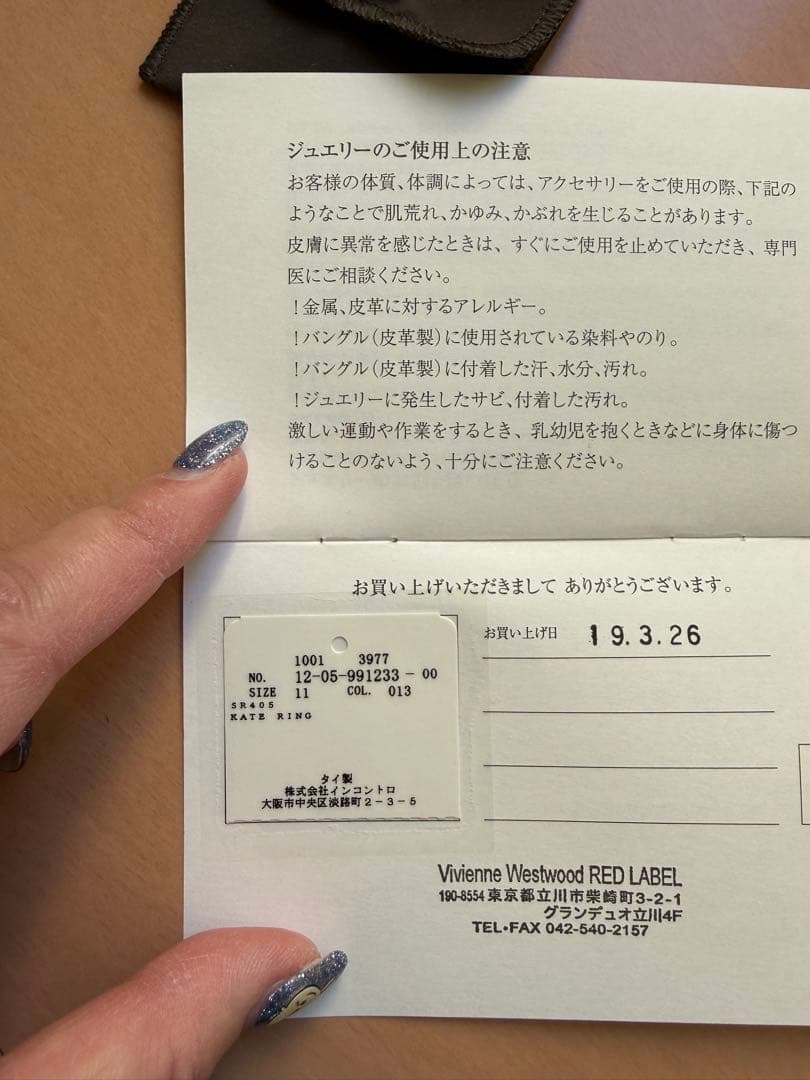 ジュエリーのご使用上の注意
お客様の体質、体調によっては、アクセサリーをご使用の際、下記の
ようなことで肌荒れ、かゆみ、かぶれを生じることがあります。
皮膚に異常を感じたときは、すぐにご使用を止めていただき、専門
医にご相談ください。
！金属、皮革に対するアレルギー。
！バングル（皮革製）に使用されている染料やのり。
！バングル（皮革製）に付着した汗、水分、汚れ。
！ジュエリーに発生したサビ、付着した汚れ。
激しい運動や作業をするとき、乳幼児を抱くときなどに身体に傷つ
けることのないよう、十分にご注意ください。
お買い上げいただきまして ありがとうございます。
お買い上げ日 19.3.26
1001 3977
NO. 12-05-991233-00
SIZE 11 COL. 013
SR405
KATE RING
タイ製
株式会社インコントロ
大阪市中央区淡路町2-3-5
Vivienne Westwood RED LABEL
190-8554 東京都立川市柴崎町3-2-1
グランデュオ立川4F
TEL・FAX 042-540-2157